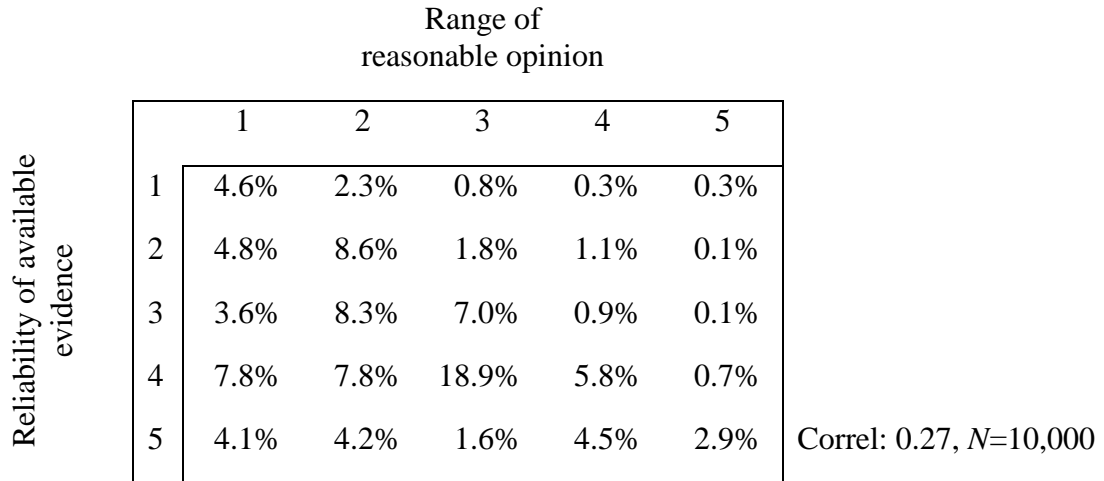 Range of
reasonable opinion
1 2 3 4 5
Reliability of available
evidence
1 4.6% 2.3% 0.8% 0.3% 0.3%
2 4.8% 8.6% 1.8% 1.1% 0.1%
3 3.6% 8.3% 7.0% 0.9% 0.1%
4 7.8% 7.8% 18.9% 5.8% 0.7%
5 4.1% 4.2% 1.6% 4.5% 2.9% Correl: 0.27, N=10,000